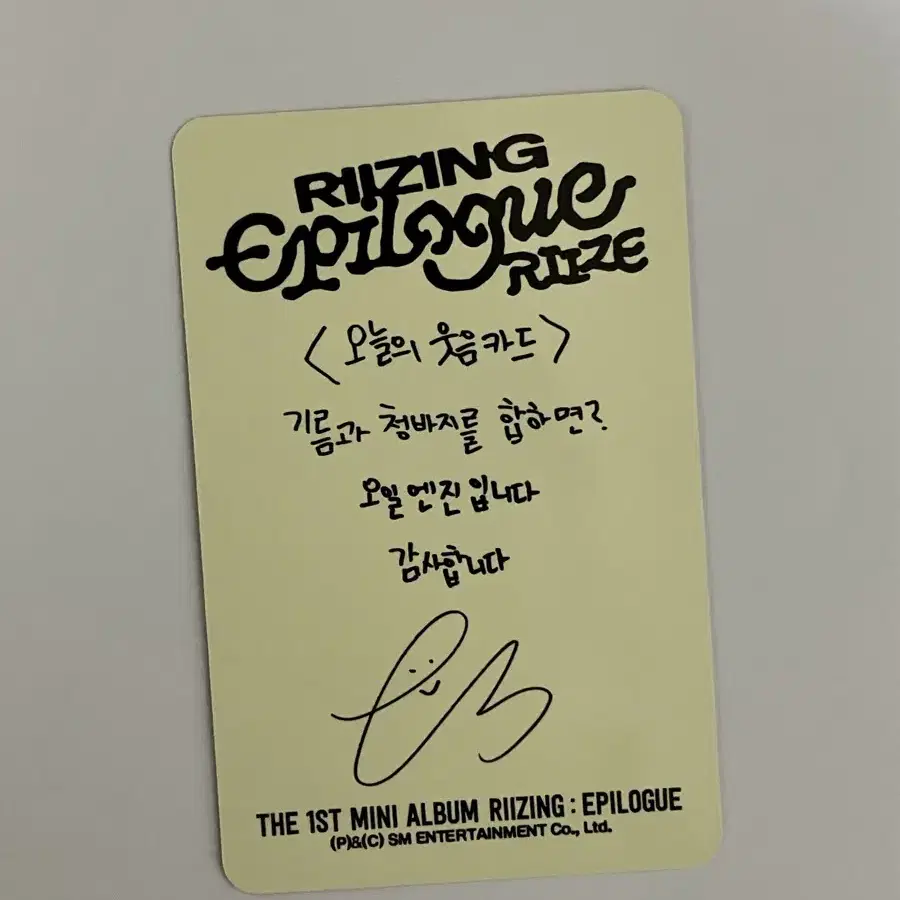 RIIZING
Epilogue
RIIZE
〈오늘의 웃음카드〉
기름과 청바지를 합하면?
오일 엔진입니다
감사합니다
THE 1ST MINI ALBUM RIIZING : EPILOGUE
(P)&(C) SM ENTERTAINMENT Co., Ltd.